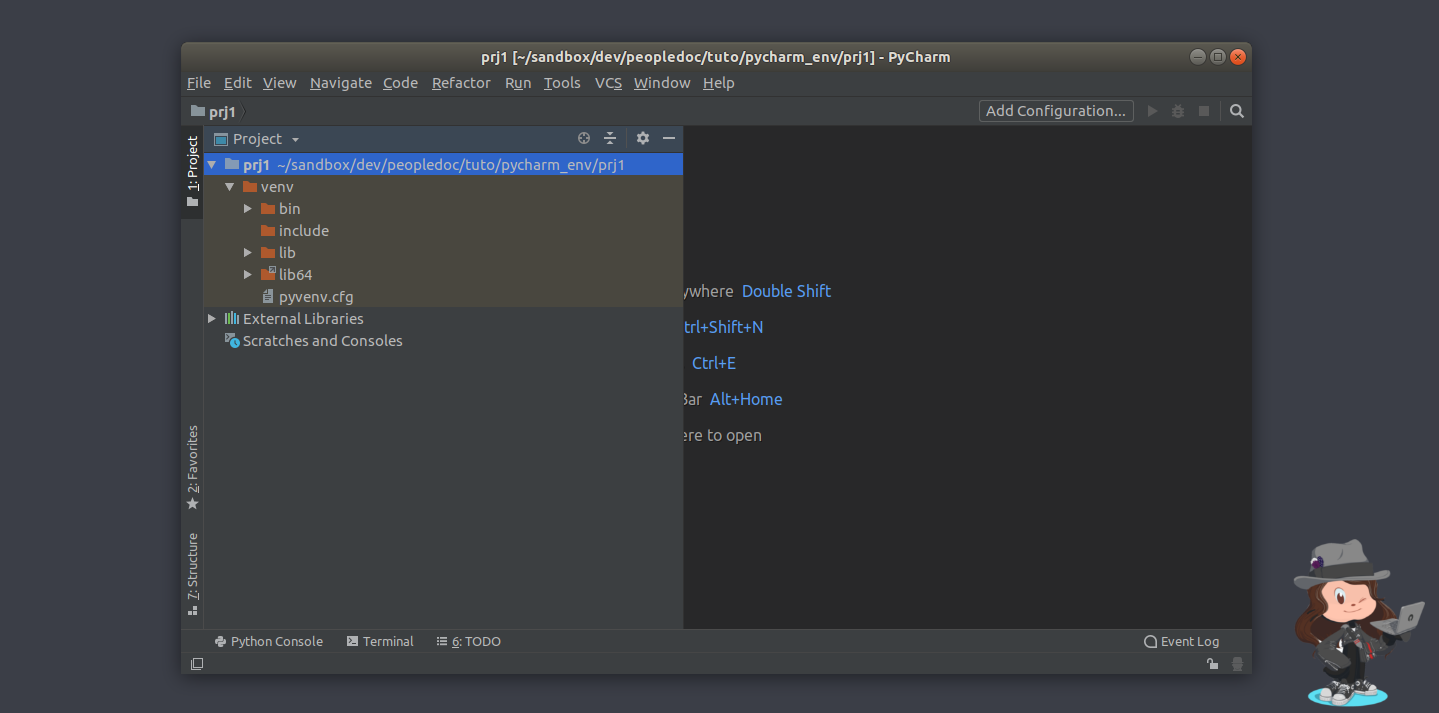 prj1 [~/sandbox/dev/peopledoc/tuto/pycharm_env/prj1] - PyCharm
File Edit View Navigate Code Refactor Run Tools VCS Window Help
prj1 Add Configuration...
1: Project
Project
prj1 ~/sandbox/dev/peopledoc/tuto/pycharm_env/prj1
venv
bin
include
lib
lib64
pyvenv.cfg
External Libraries
Scratches and Consoles
ywhere Double Shift
trl+Shift+N
Ctrl+E
Bar Alt+Home
ere to open
2: Favorites
7: Structure
Python Console Terminal 6: TODO Event Log